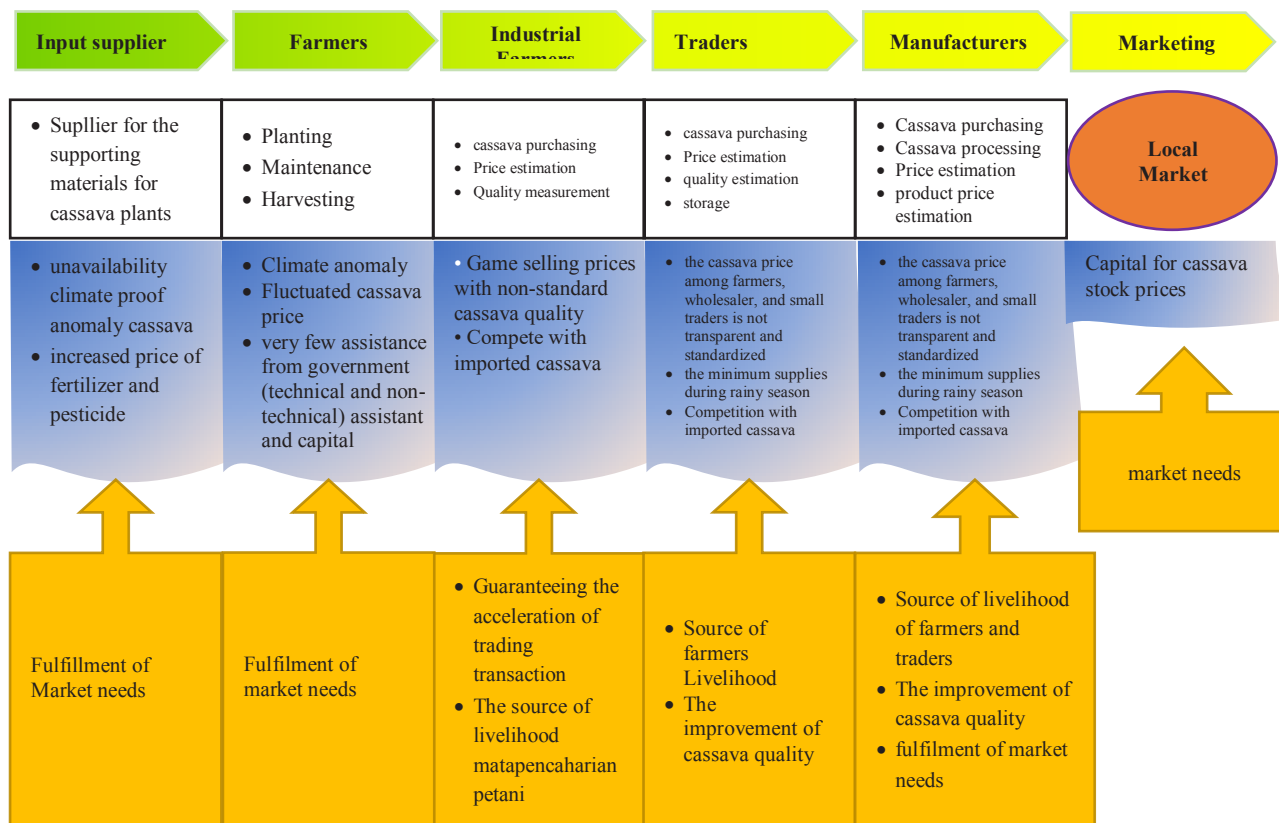 Input supplier
Farmers
Industrial
Farmers
Traders
Manufacturers
Marketing
• Supllier for the
supporting
materials for
cassava plants
• Planting
• Maintenance
• Harvesting
• cassava purchasing
• Price estimation
• Quality measurement
• cassava purchasing
• Price estimation
• quality estimation
• storage
• Cassava purchasing
• Cassava processing
• Price estimation
• product price
estimation
Local
Market
• unavailability
climate proof
anomaly cassava
• increased price of
fertilizer and
pesticide
• Climate anomaly
• Fluctuated cassava
price
• very few assistance
from government
(technical and non-
technical) assistant
and capital
• Game selling prices
with non-standard
cassava quality
• Compete with
imported cassava
• the cassava price
among farmers,
wholesaler, and small
traders is not
transparent and
standardized
• the minimum supplies
during rainy season
• Competition with
imported cassava
• the cassava price
among farmers,
wholesaler, and small
traders is not
transparent and
standardized
• the minimum supplies
during rainy season
• Competition with
imported cassava
Capital for cassava
stock prices
market needs
Fulfillment of
Market needs
Fulfilment of
market needs
• Guaranteeing the
acceleration of
trading
transaction
• The source of
livelihood
matapencaharian
petani
• Source of
farmers
Livelihood
• The
improvement of
cassava quality
• Source of livelihood
of farmers and
traders
• The improvement of
cassava quality
• fulfilment of market
needs